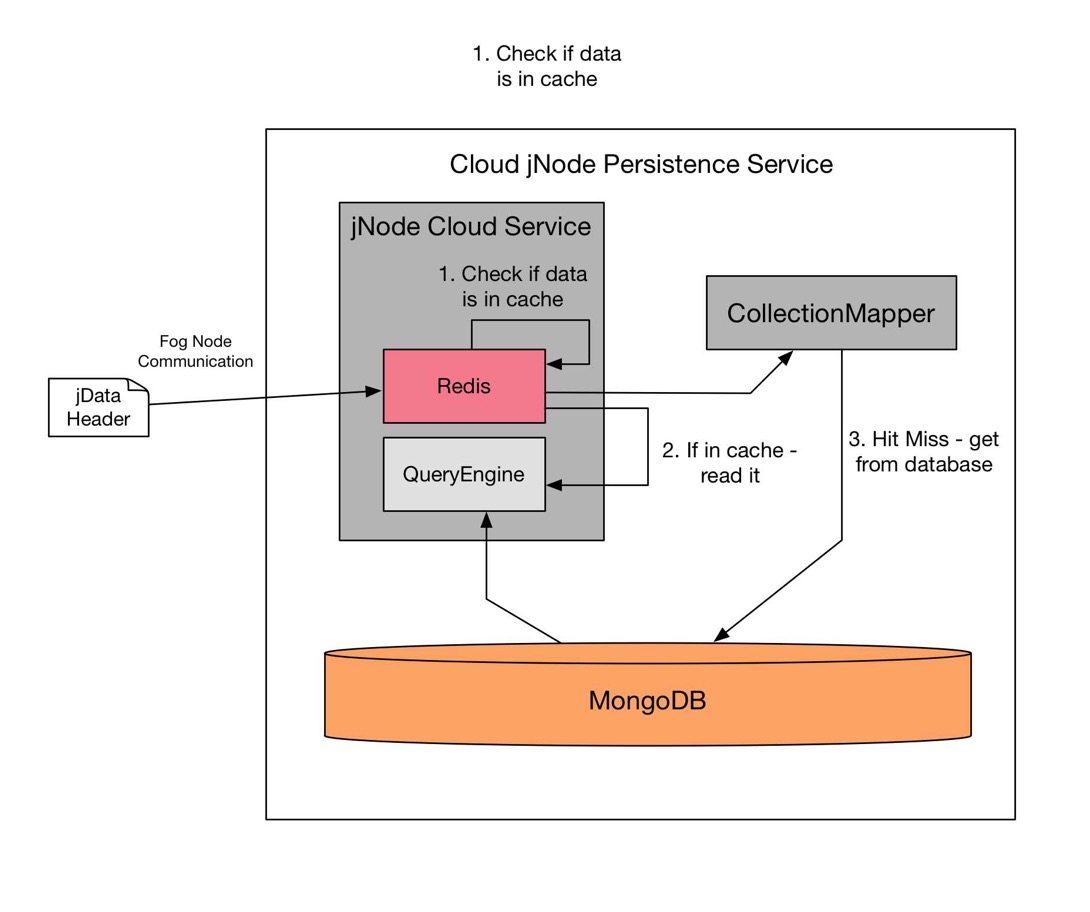 1. Check if data
is in cache
Cloud jNode Persistence Service
jNode Cloud Service
1. Check if data
is in cache
CollectionMapper
Fog Node
Communication
jData
Header
Redis
QueryEngine
2. If in cache -
read it
3. Hit Miss - get
from database
MongoDB